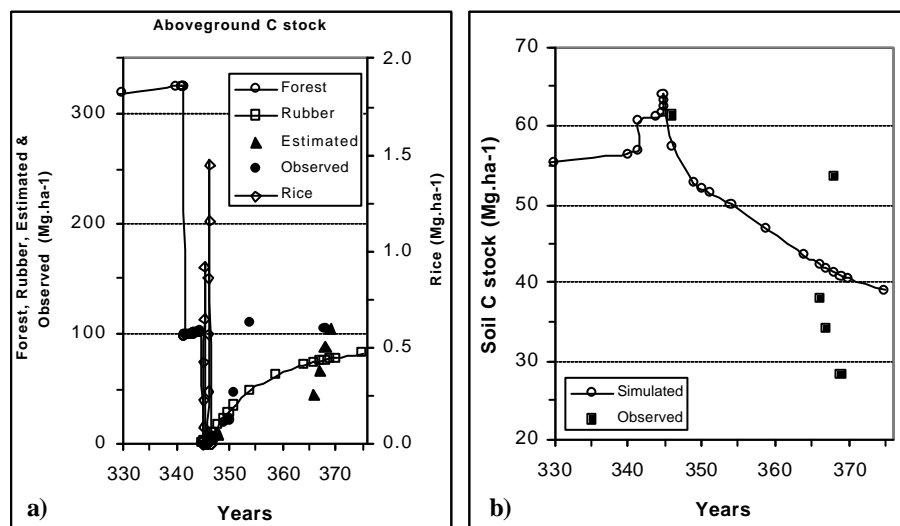 Aboveground C stock
Forest, Rubber, Estimated &
Observed (Mg.ha-1)
300
200
100
0
2.0
1.5
1.0
0.5
0.0
Rice (Mg.ha-1)
Forest
Rubber
Estimated
Observed
Rice
330 340 350 360 370
Years
a)
Soil C stock (Mg.ha-1)
70
60
50
40
30
20
Simulated
Observed
330 340 350 360 370
Years
b)